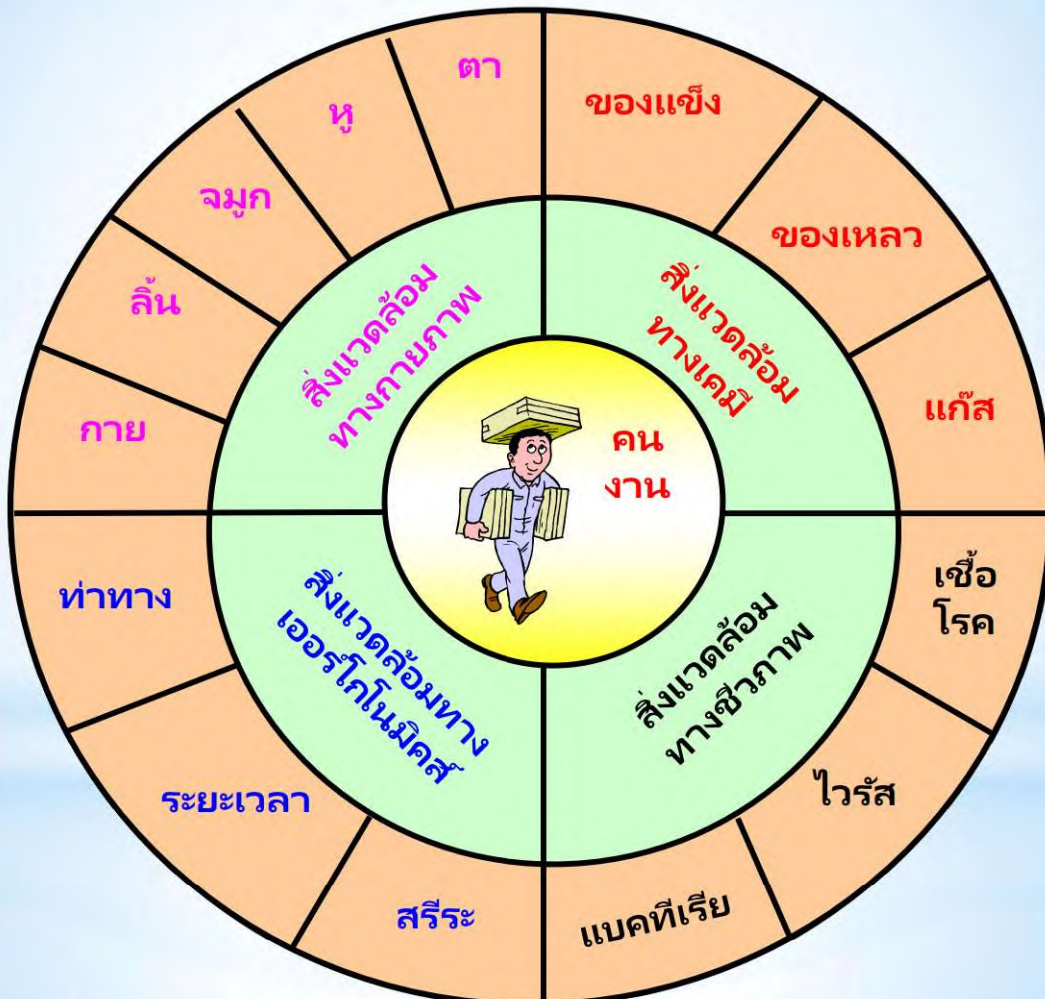 ตา
หู
จมูก
ลิ้น
กาย
สิ่งแวดล้อม
ทางกายภาพ
ของแข็ง
ของเหลว
แก๊ส
สิ่งแวดล้อม
ทางเคมี
คน
งาน
ท่าทาง
ระยะเวลา
สรีระ
สิ่งแวดล้อมทาง
เออร์โกโนมิคส์
เชื้อ
โรค
ไวรัส
แบคทีเรีย
สิ่งแวดล้อม
ทางชีวภาพ